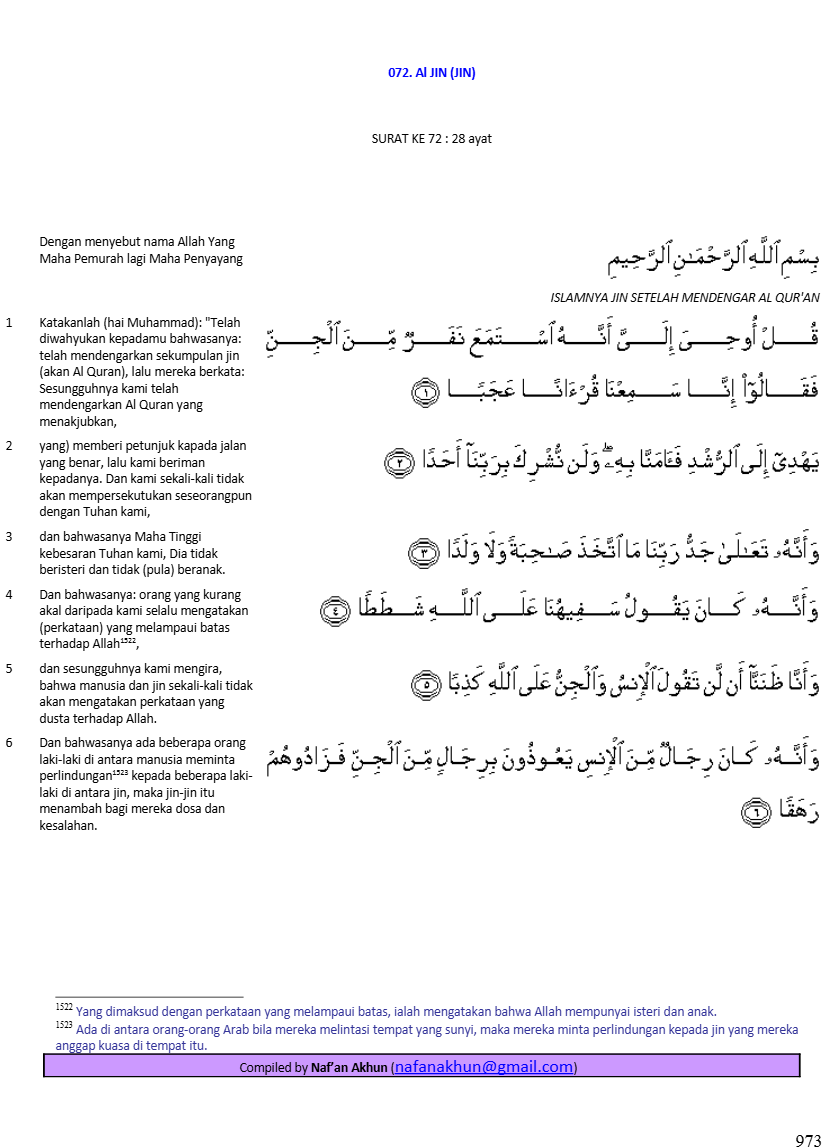 072. Al JIN (JIN)
SURAT KE 72 : 28 ayat
Dengan menyebut nama Allah Yang
Maha Pemurah lagi Maha Penyayang
بِسْمِ ٱللَّهِ ٱلرَّحْمَـٰنِ ٱلرَّحِيمِ
ISLAMNYA JIN SETELAH MENDENGAR AL QUR'AN
1 Katakanlah (hai Muhammad): "Telah
diwahyukan kepadamu bahwasanya:
telah mendengarkan sekumpulan jin
(akan Al Quran), lalu mereka berkata:
Sesungguhnya kami telah
mendengarkan Al Quran yang
menakjubkan,
قُلْ أُوحِىَ إِلَىَّ أَنَّهُ ٱسْتَمَعَ نَفَرٌ مِّنَ ٱلْجِنِّ
فَقَالُوٓا۟ إِنَّا سَمِعْنَا قُرْءَانًا عَجَبًا ١
2 yang) memberi petunjuk kapada jalan
yang benar, lalu kami beriman
kepadanya. Dan kami sekali-kali tidak
akan mempersekutukan seseorangpun
dengan Tuhan kami,
يَهْدِىٓ إِلَى ٱلرُّشْدِ فَـَٔامَنَّا بِهِۦ ۖ وَلَن نُّشْرِكَ بِرَبِّنَآ أَحَدًا ٢
3 dan bahwasanya Maha Tinggi
kebesaran Tuhan kami, Dia tidak
beristeri dan tidak (pula) beranak.
وَأَنَّهُۥ تَعَـٰلَىٰ جَدُّ رَبِّنَا مَا ٱتَّخَذَ صَـٰحِبَةً وَلَا وَلَدًا ٣
4 Dan bahwasanya: orang yang kurang
akal daripada kami selalu mengatakan
(perkataan) yang melampaui batas
terhadap Allah1522,
وَأَنَّهُۥ كَانَ يَقُولُ سَفِيهُنَا عَلَى ٱللَّهِ شَطَطًا ٤
5 dan sesungguhnya kami mengira,
bahwa manusia dan jin sekali-kali tidak
akan mengatakan perkataan yang
dusta terhadap Allah.
وَأَنَّا ظَنَنَّآ أَن لَّن تَقُولَ ٱلْإِنسُ وَٱلْجِنُّ عَلَى ٱللَّهِ كَذِبًا ٥
6 Dan bahwasanya ada beberapa orang
laki-laki di antara manusia meminta
perlindungan1523 kepada beberapa laki-
laki di antara jin, maka jin-jin itu
menambah bagi mereka dosa dan
kesalahan.
وَأَنَّهُۥ كَانَ رِجَالٌ مِّنَ ٱلْإِنسِ يَعُوذُونَ بِرِجَالٍ مِّنَ ٱلْجِنِّ فَزَادُوهُمْ
رَهَقًا ٦
1522 Yang dimaksud dengan perkataan yang melampaui batas, ialah mengatakan bahwa Allah mempunyai isteri dan anak.
1523 Ada di antara orang-orang Arab bila mereka melintasi tempat yang sunyi, maka mereka minta perlindungan kepada jin yang mereka
anggap kuasa di tempat itu.
Compiled by Naf'an Akhun (nafanakhun@gmail.com)
973